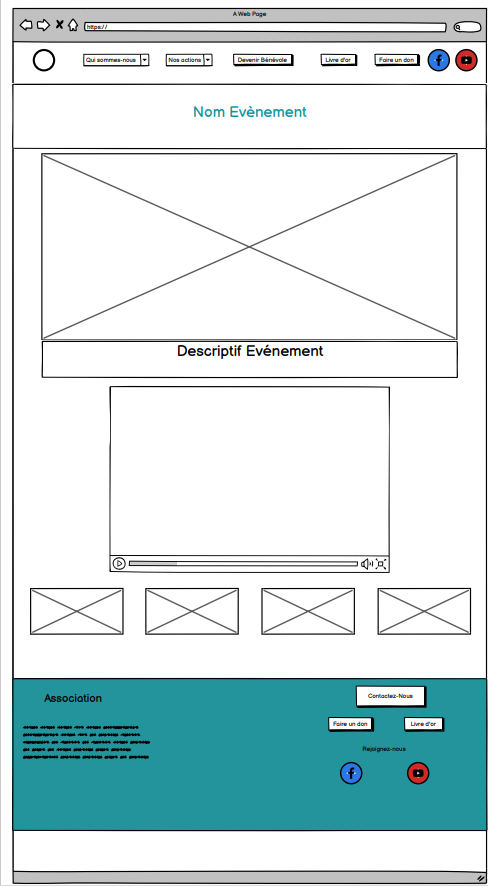 A Web Page
https://
Qui sommes-nous
Nos actions
Devenir Bénévole
Livre d'or
Faire un don
Nom Evènement
Descriptif Evénement
Association
Contactez-Nous
Faire un don
Livre d'or
Rejoignez-nous